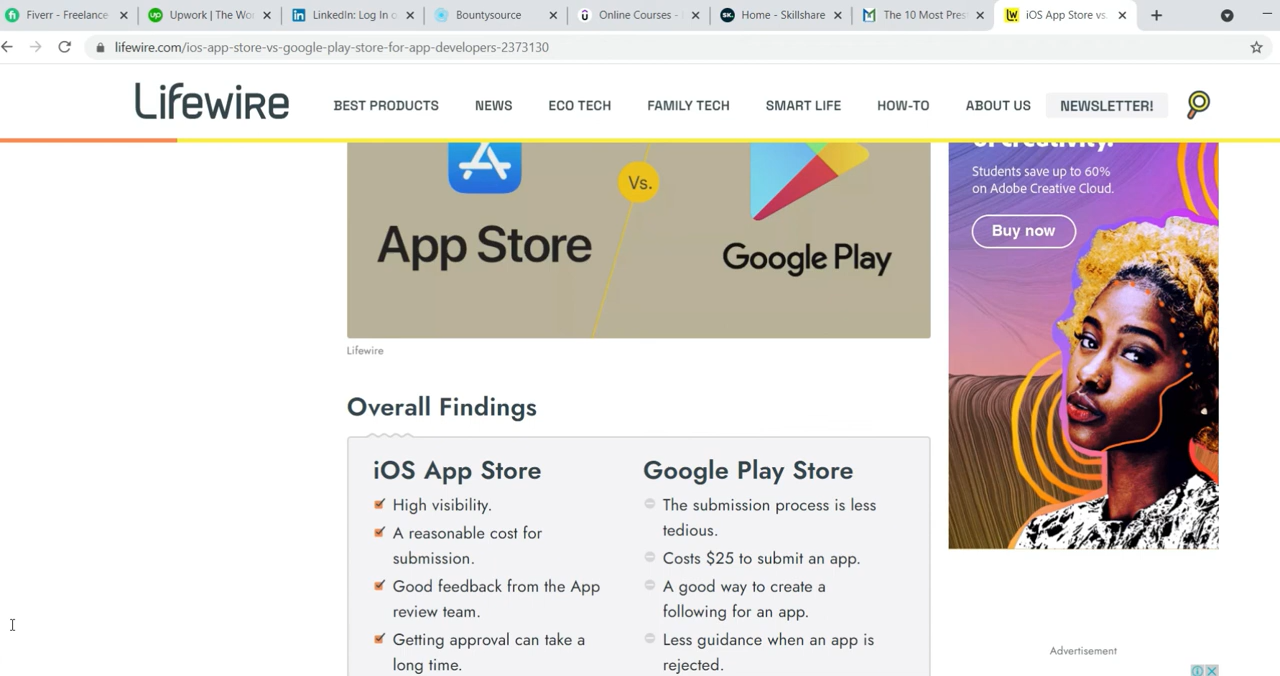 Fiverr - Freelance
Upwork | The Wo
LinkedIn: Log In o
Bountysource
Online Courses -
Home - Skillshare
The 10 Most Pres
iOS App Store vs.
lifewire.com/ios-app-store-vs-google-play-store-for-app-developers-2373130
Lifewire
BEST PRODUCTS
NEWS
ECO TECH
FAMILY TECH
SMART LIFE
HOW-TO
ABOUT US
NEWSLETTER!
of creativity.
Students save up to 60%
on Adobe Creative Cloud.
Buy now
Vs.
App Store
Google Play
Lifewire
Overall Findings
iOS App Store
High visibility.
A reasonable cost for
submission.
Good feedback from the App
review team.
Getting approval can take a
long time.
Google Play Store
The submission process is less
tedious.
Costs $25 to submit an app.
A good way to create a
following for an app.
Less guidance when an app is
rejected.
Advertisement